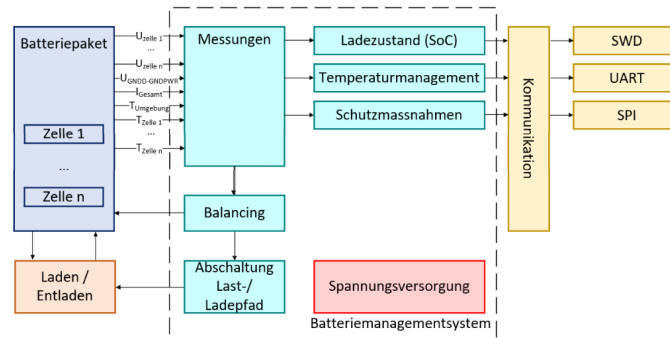 Batteriepaket
Zelle 1
...
Zelle n
U_Zelle 1
...
U_Zelle n
U_GNDD-GNDPWR
I_Gesamt
T_Umgebung
T_Zelle 1
...
T_Zelle n
Messungen
Ladezustand (SoC)
Temperaturmanagement
Schutzmassnahmen
Kommunikation
SWD
UART
SPI
Balancing
Laden /
Entladen
Abschaltung
Last-/
Ladepfad
Spannungsversorgung
Batteriemanagementsystem